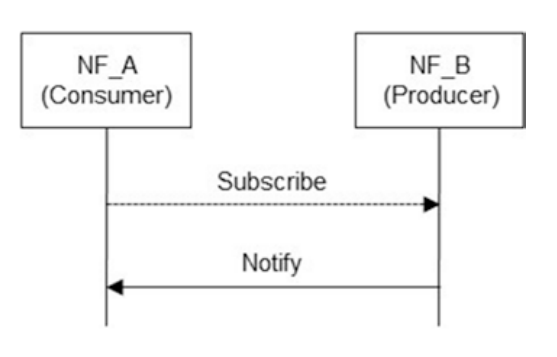 NF_A
(Consumer)
NF_B
(Producer)
Subscribe
Notify